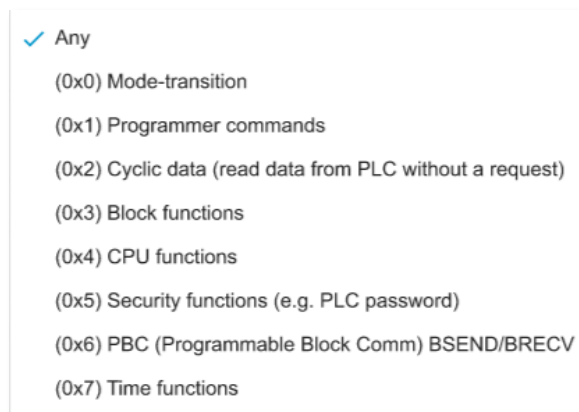 Any
(0x0) Mode-transition
(0x1) Programmer commands
(0x2) Cyclic data (read data from PLC without a request)
(0x3) Block functions
(0x4) CPU functions
(0x5) Security functions (e.g. PLC password)
(0x6) PBC (Programmable Block Comm) BSEND/BRECV
(0x7) Time functions